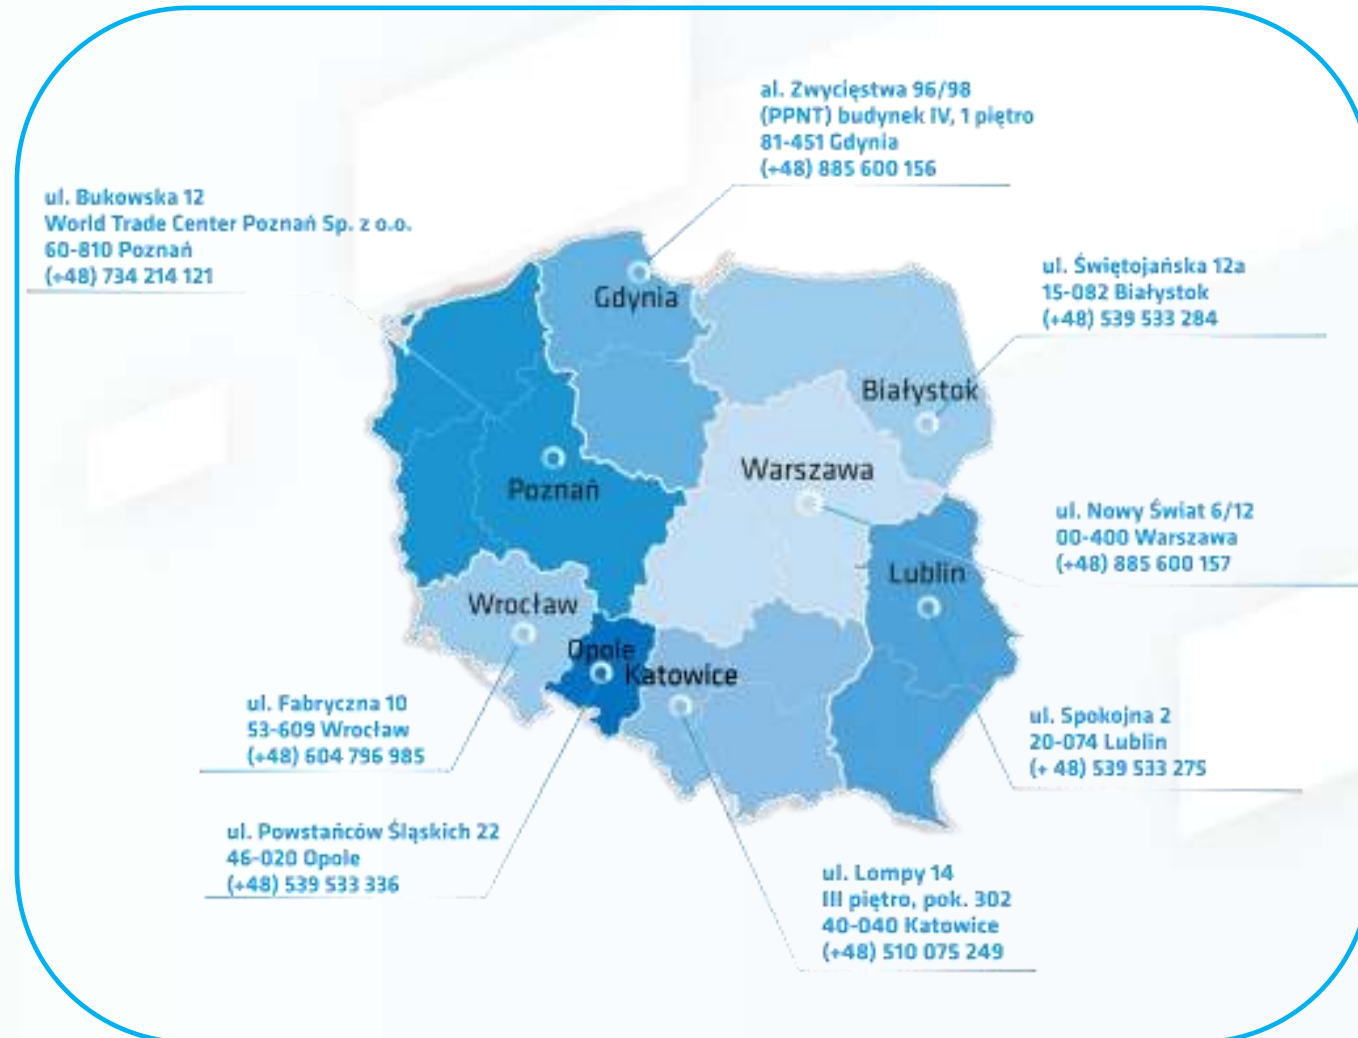 al. Zwycięstwa 96/98
(PPNT) budynek IV, 1 piętro
81-451 Gdynia
(+48) 885 600 156
ul. Bukowska 12
World Trade Center Poznań Sp. z o.o.
60-810 Poznań
(+48) 734 214 121
ul. Świętojańska 12a
15-082 Białystok
(+48) 539 533 284
Gdynia
Białystok
Warszawa
Poznań
ul. Nowy Świat 6/12
00-400 Warszawa
(+48) 885 600 157
Lublin
Wrocław
Opole
Katowice
ul. Fabryczna 10
53-609 Wrocław
(+48) 604 796 985
ul. Spokojna 2
20-074 Lublin
(+ 48) 539 533 275
ul. Powstańców Śląskich 22
46-020 Opole
(+48) 539 533 336
ul. Lompy 14
III piętro, pok. 302
40-040 Katowice
(+48) 510 075 249